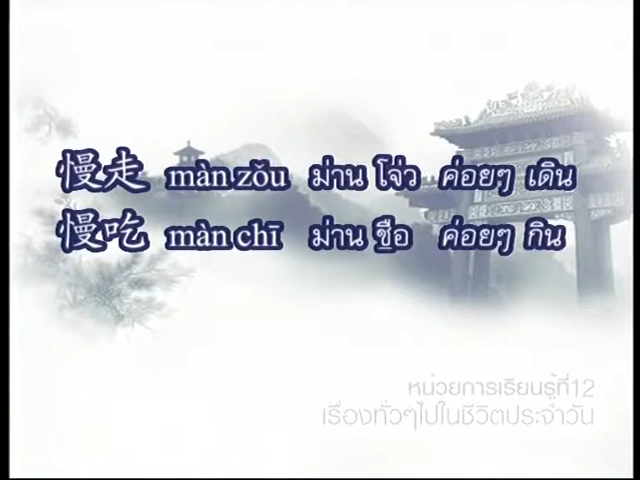 慢走 màn zǒu ม่าน โจ่ว ค่อยๆ เดิน
慢吃 màn chī ม่าน ชือ ค่อยๆ กิน
หน่วยการเรียนรู้ที่12
เรื่องทั่วๆไปในชีวิตประจำวัน